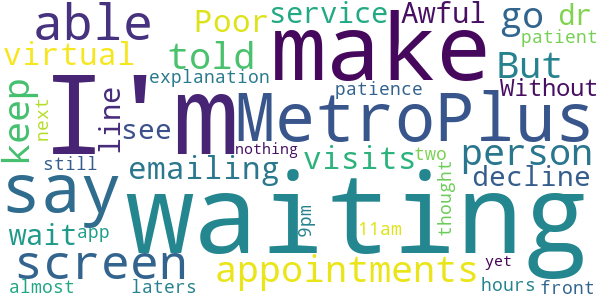 able
Poor
service
Awful
go
dr
virtual
told
make
But
patient
I'm
explanation
patience
Without
keep
next
line
see
MetroPlus
person
still
emailing
nothing
visits
two
decline
say
waiting
thought
wait
app
9pm
11am
screen
appointments
yet
almost
laters
hours
front